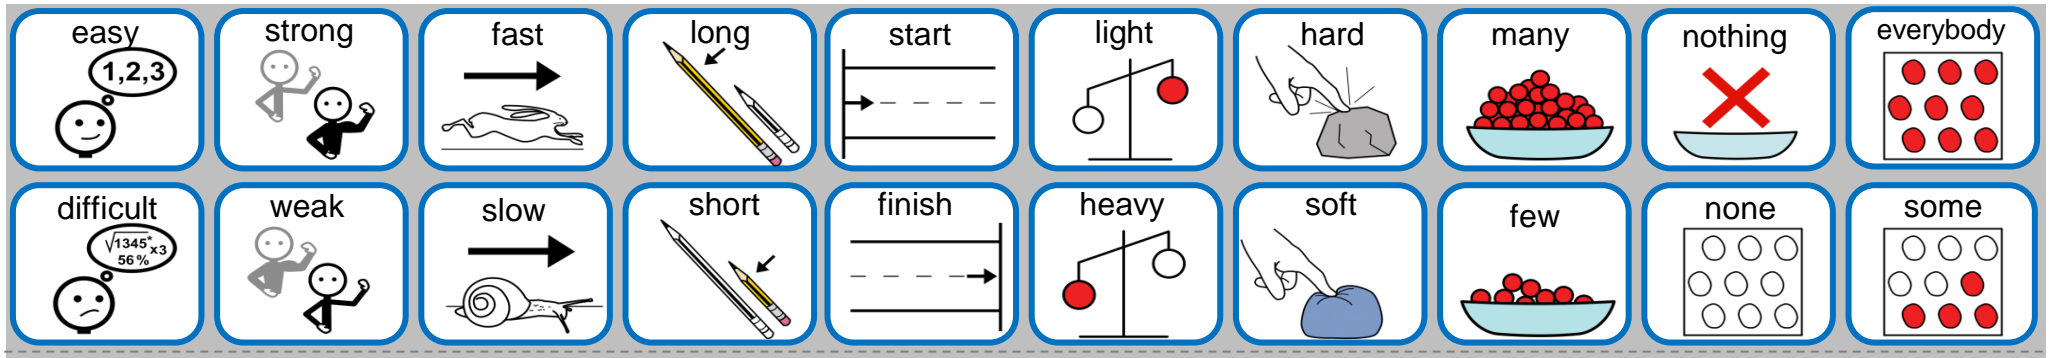 easy
1,2,3
strong
fast
long
start
light
hard
many
nothing
everybody
difficult
√1345* x3
56%
weak
slow
short
finish
heavy
soft
few
none
some